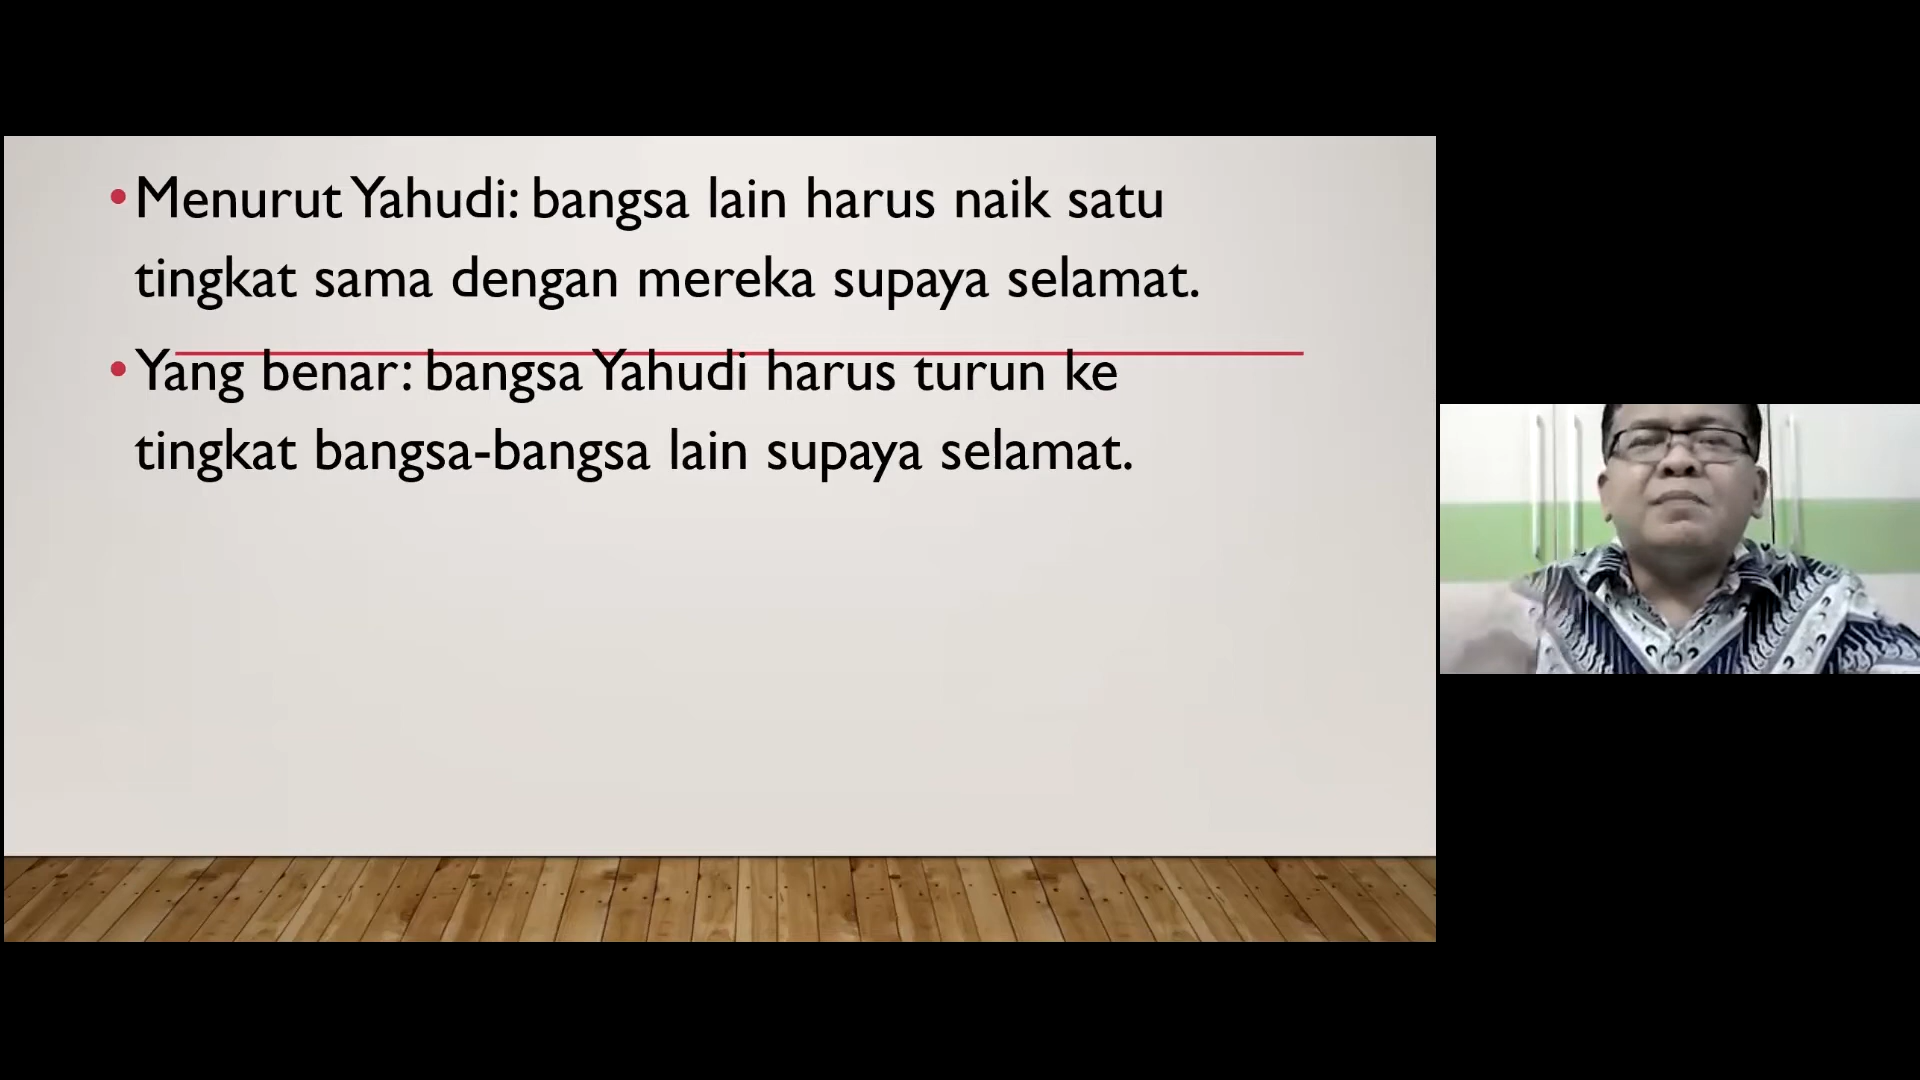 •Menurut Yahudi: bangsa lain harus naik satu
tingkat sama dengan mereka supaya selamat.
•Yang benar: bangsa Yahudi harus turun ke
tingkat bangsa-bangsa lain supaya selamat.